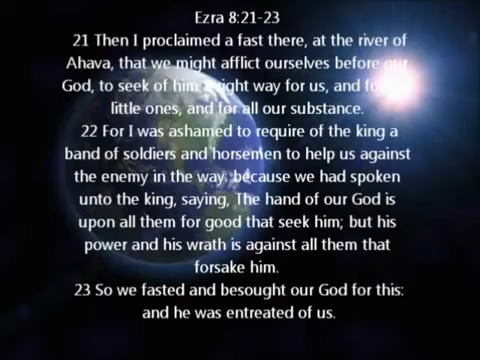 Ezra 8:21-23
21 Then I proclaimed a fast there, at the river of
Ahava, that we might afflict ourselves before our
God, to seek of him a right way for us, and for
little ones, and for all our substance.
22 For I was ashamed to require of the king a
band of soldiers and horsemen to help us against
the enemy in the way: because we had spoken
unto the king, saying, The hand of our God is
upon all them for good that seek him; but his
power and his wrath is against all them that
forsake him.
23 So we fasted and besought our God for this:
and he was entreated of us.